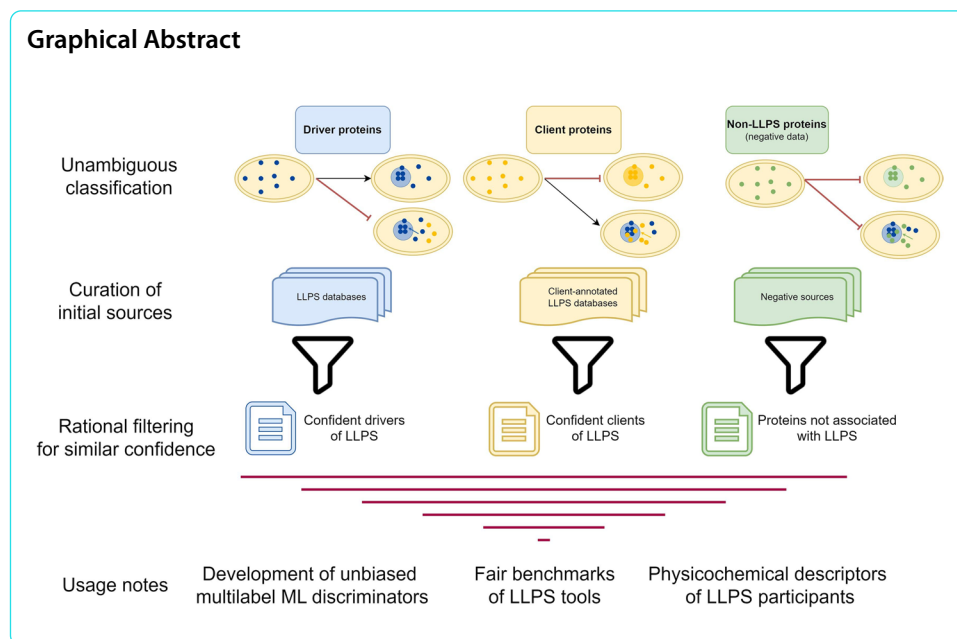 Graphical Abstract
Driver proteins
Client proteins
Non-LLPS proteins
(negative data)
Unambiguous
classification
Curation of
initial sources
LLPS databases
Client-annotated
LLPS databases
Negative sources
Rational filtering
for similar confidence
Confident drivers
of LLPS
Confident clients
of LLPS
Proteins not associated
with LLPS
Usage notes
Development of unbiased
multilabel ML discriminators
Fair benchmarks
of LLPS tools
Physicochemical descriptors
of LLPS participants